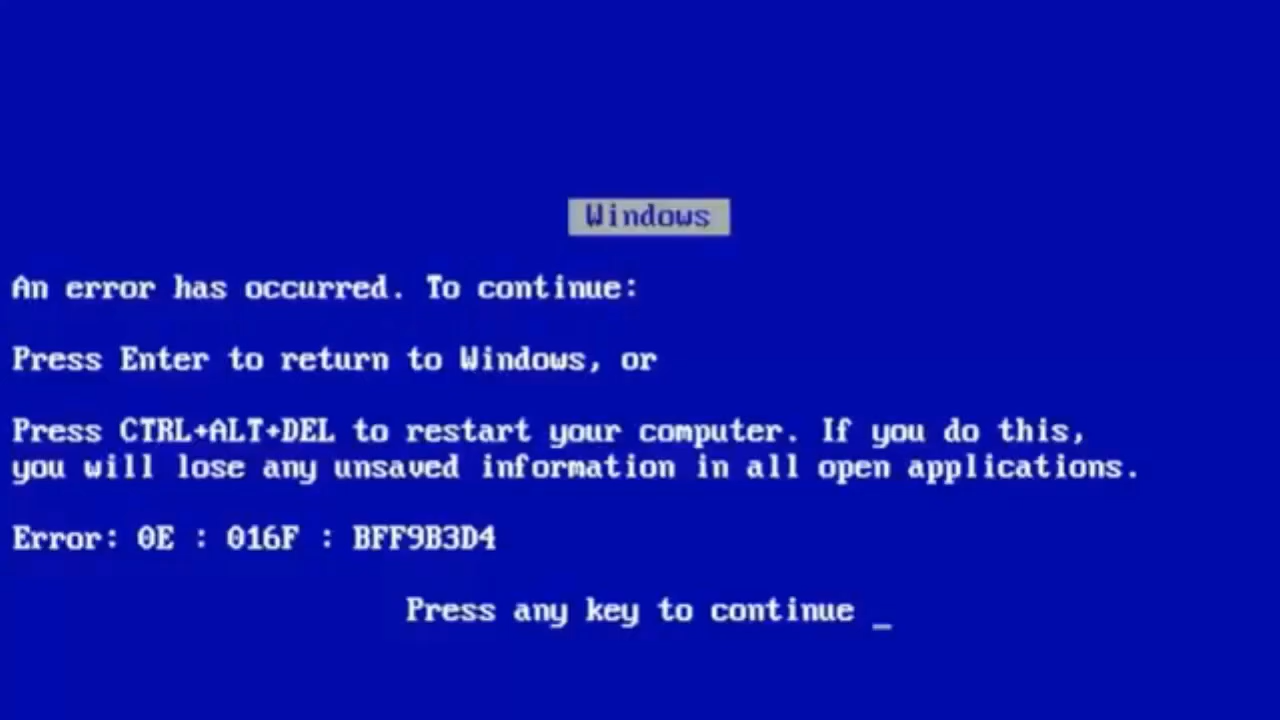 Windows
An error has occurred. To continue:
Press Enter to return to Windows, or
Press CTRL+ALT+DEL to restart your computer. If you do this,
you will lose any unsaved information in all open applications.
Error: 0E : 016F : BFF9B3D4
Press any key to continue _